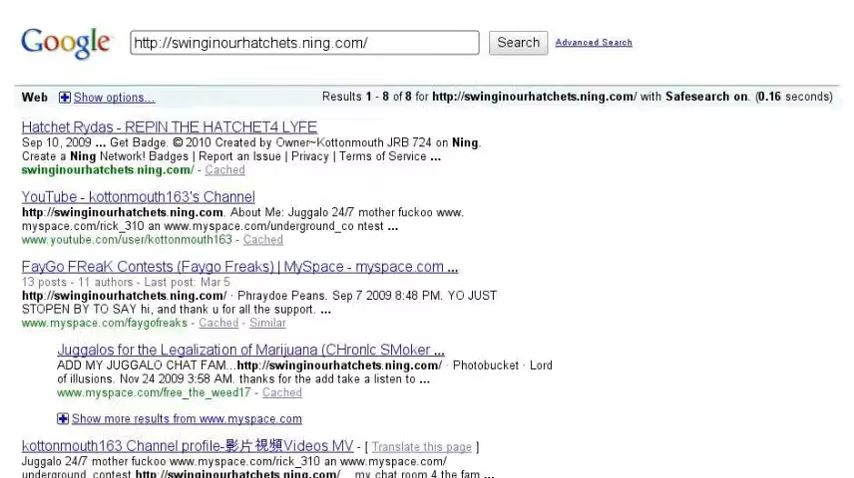 Google http://swinginourhatchets.ning.com/ Search Advanced Search
Web Show options... Results 1 - 8 of 8 for http://swinginourhatchets.ning.com/ with Safesearch on. (0.16 seconds)
Hatchet Rydas - REPIN THE HATCHET4 LYFE
Sep 10, 2009 ... Get Badge. © 2010 Created by Owner~Kottonmouth JRB 724 on Ning.
Create a Ning Network! Badges | Report an Issue | Privacy | Terms of Service ...
swinginourhatchets.ning.com/ - Cached
YouTube - kottonmouth163's Channel
http://swinginourhatchets.ning.com. About Me: Juggalo 24/7 mother fuckoo www.
myspace.com/rick_310 an www.myspace.com/underground_co ntest ...
www.youtube.com/user/kottonmouth163 - Cached
FayGo FReaK Contests (Faygo Freaks) | MySpace - myspace.com ...
13 posts - 11 authors - Last post: Mar 5
http://swinginourhatchets.ning.com/ · Phraydoe Peans. Sep 7 2009 8:48 PM. YO JUST
STOPEN BY TO SAY hi, and thank u for all the support. ...
www.myspace.com/faygofreaks - Cached - Similar
Juggalos for the Legalization of Marijuana (CHronIc SMoker ...
ADD MY JUGGALO CHAT FAM...http://swinginourhatchets.ning.com/ · Photobucket · Lord
of illusions. Nov 24 2009 3:58 AM. thanks for the add take a listen to ...
www.myspace.com/free_the_weed17 - Cached
Show more results from www.myspace.com
kottonmouth163 Channel profile-影片視頻Videos MV - [ Translate this page ]
Juggalo 24/7 mother fuckoo www.myspace.com/rick_310 an www.myspace.com/
underground_contest http://swinginourhatchets.ning.com/ my chat room 4 the fam ...